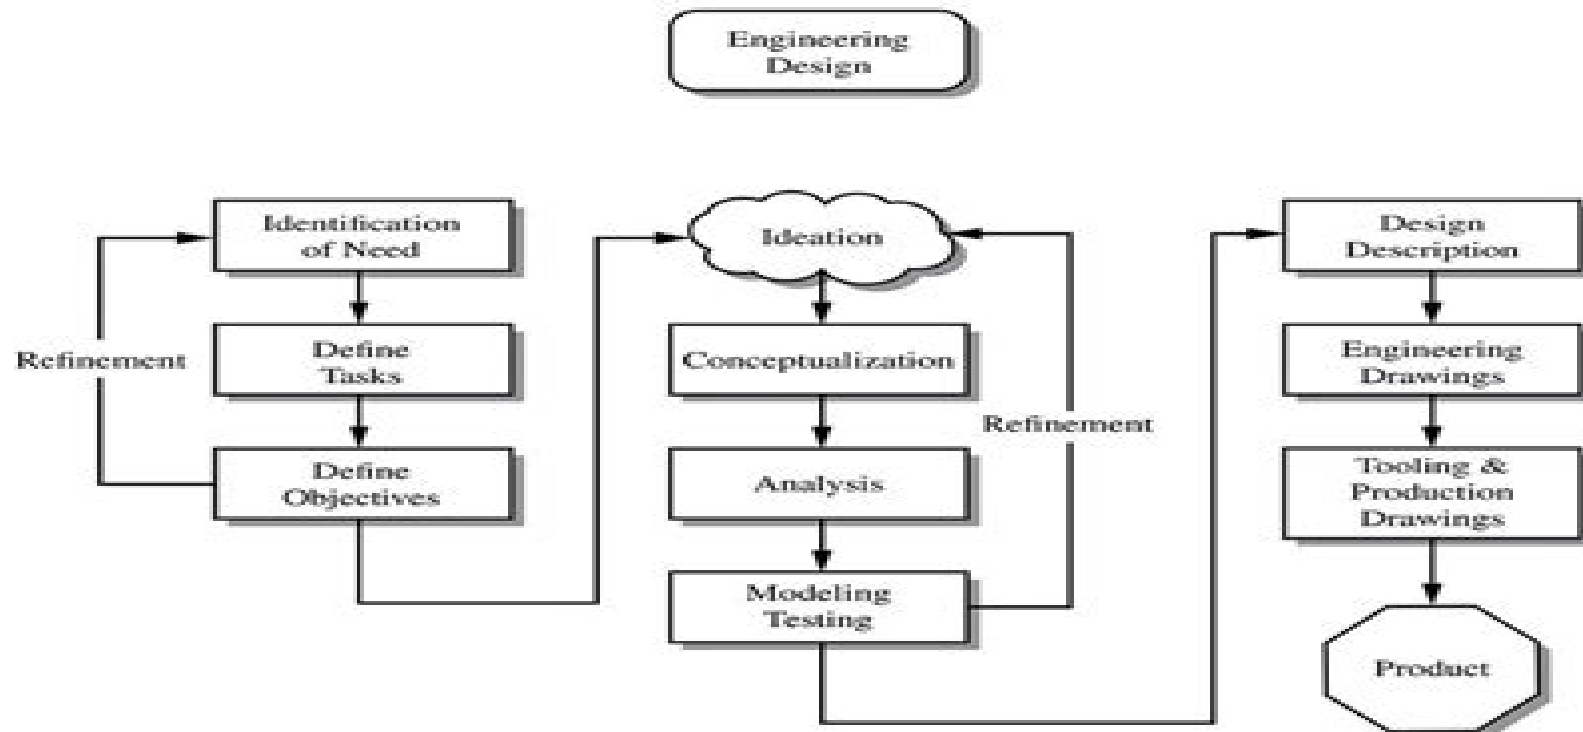 Engineering
Design
Identification
of Need
Define
Tasks
Define
Objectives
Refinement
Ideation
Conceptualization
Analysis
Modeling
Testing
Refinement
Design
Description
Engineering
Drawings
Tooling &
Production
Drawings
Product